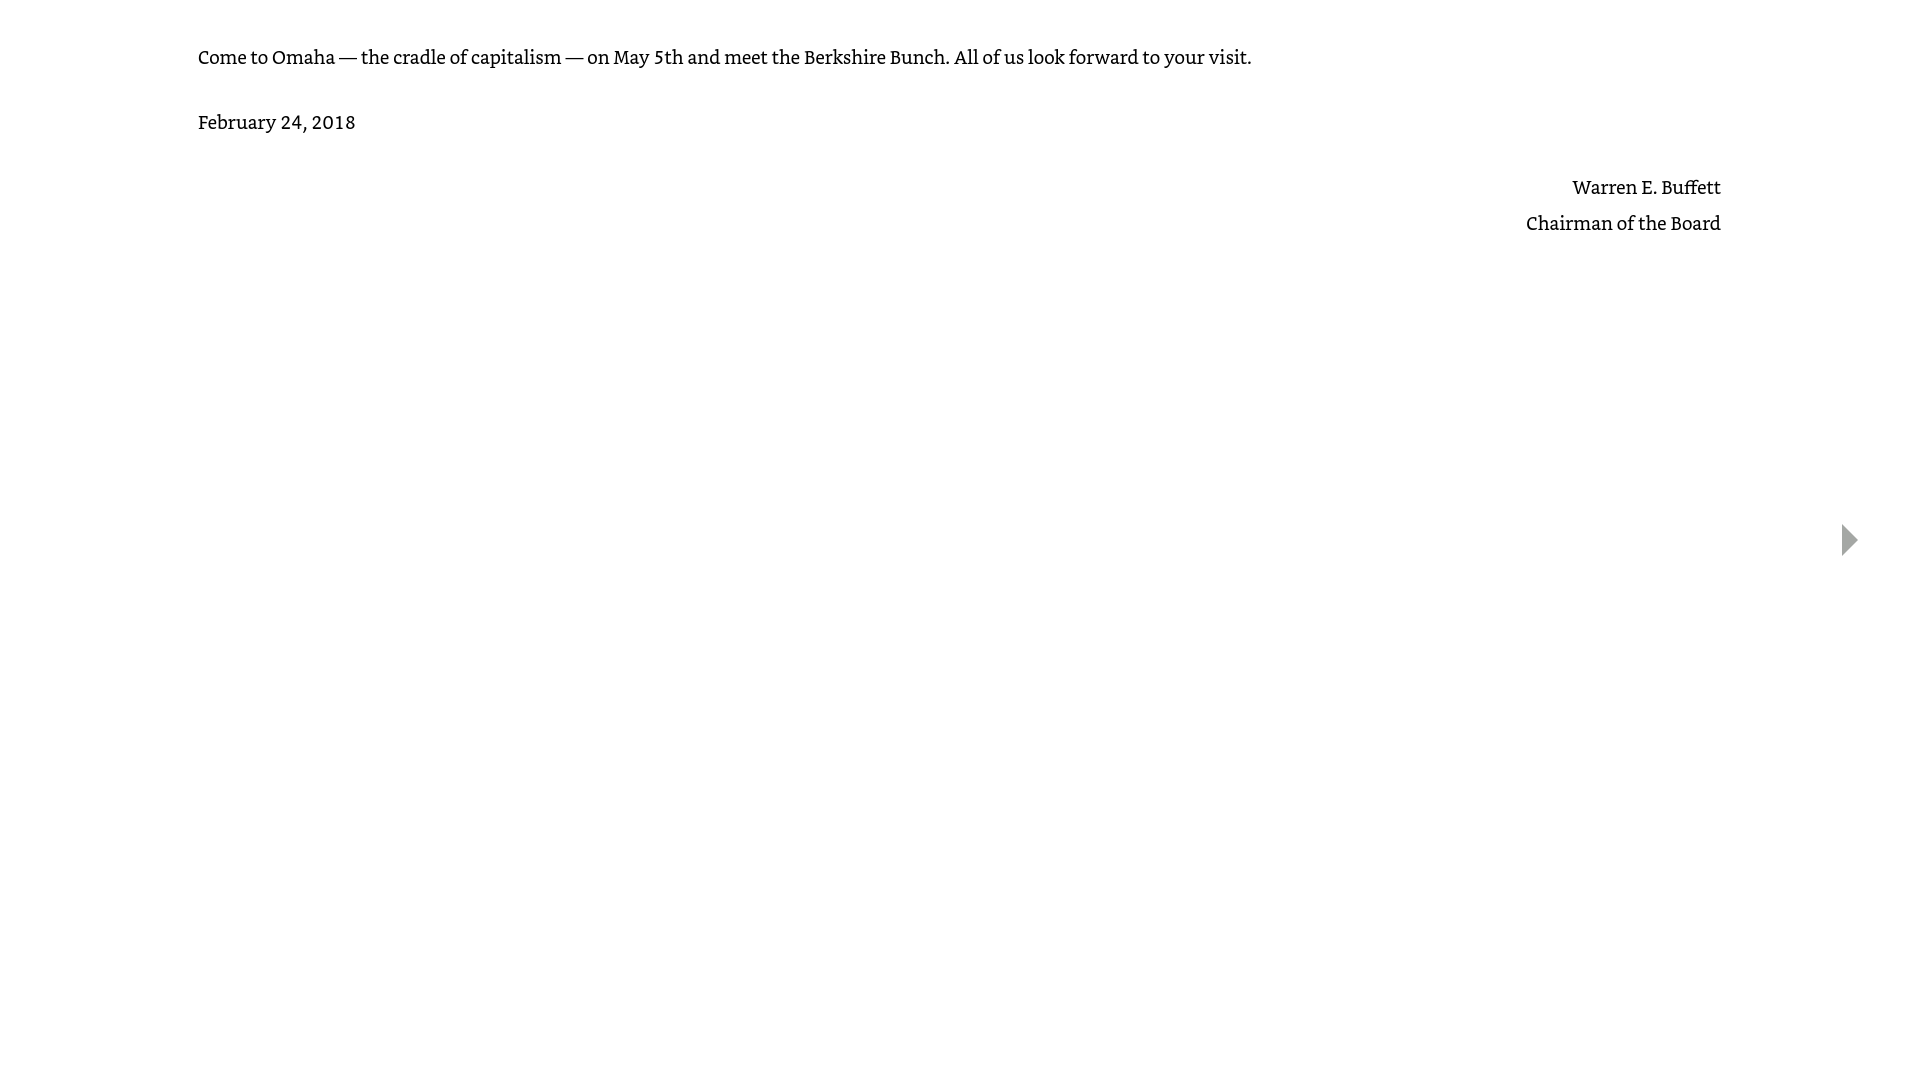 Come to Omaha — the cradle of capitalism — on May 5th and meet the Berkshire Bunch. All of us look forward to your visit.
February 24, 2018
Warren E. Buffett
Chairman of the Board